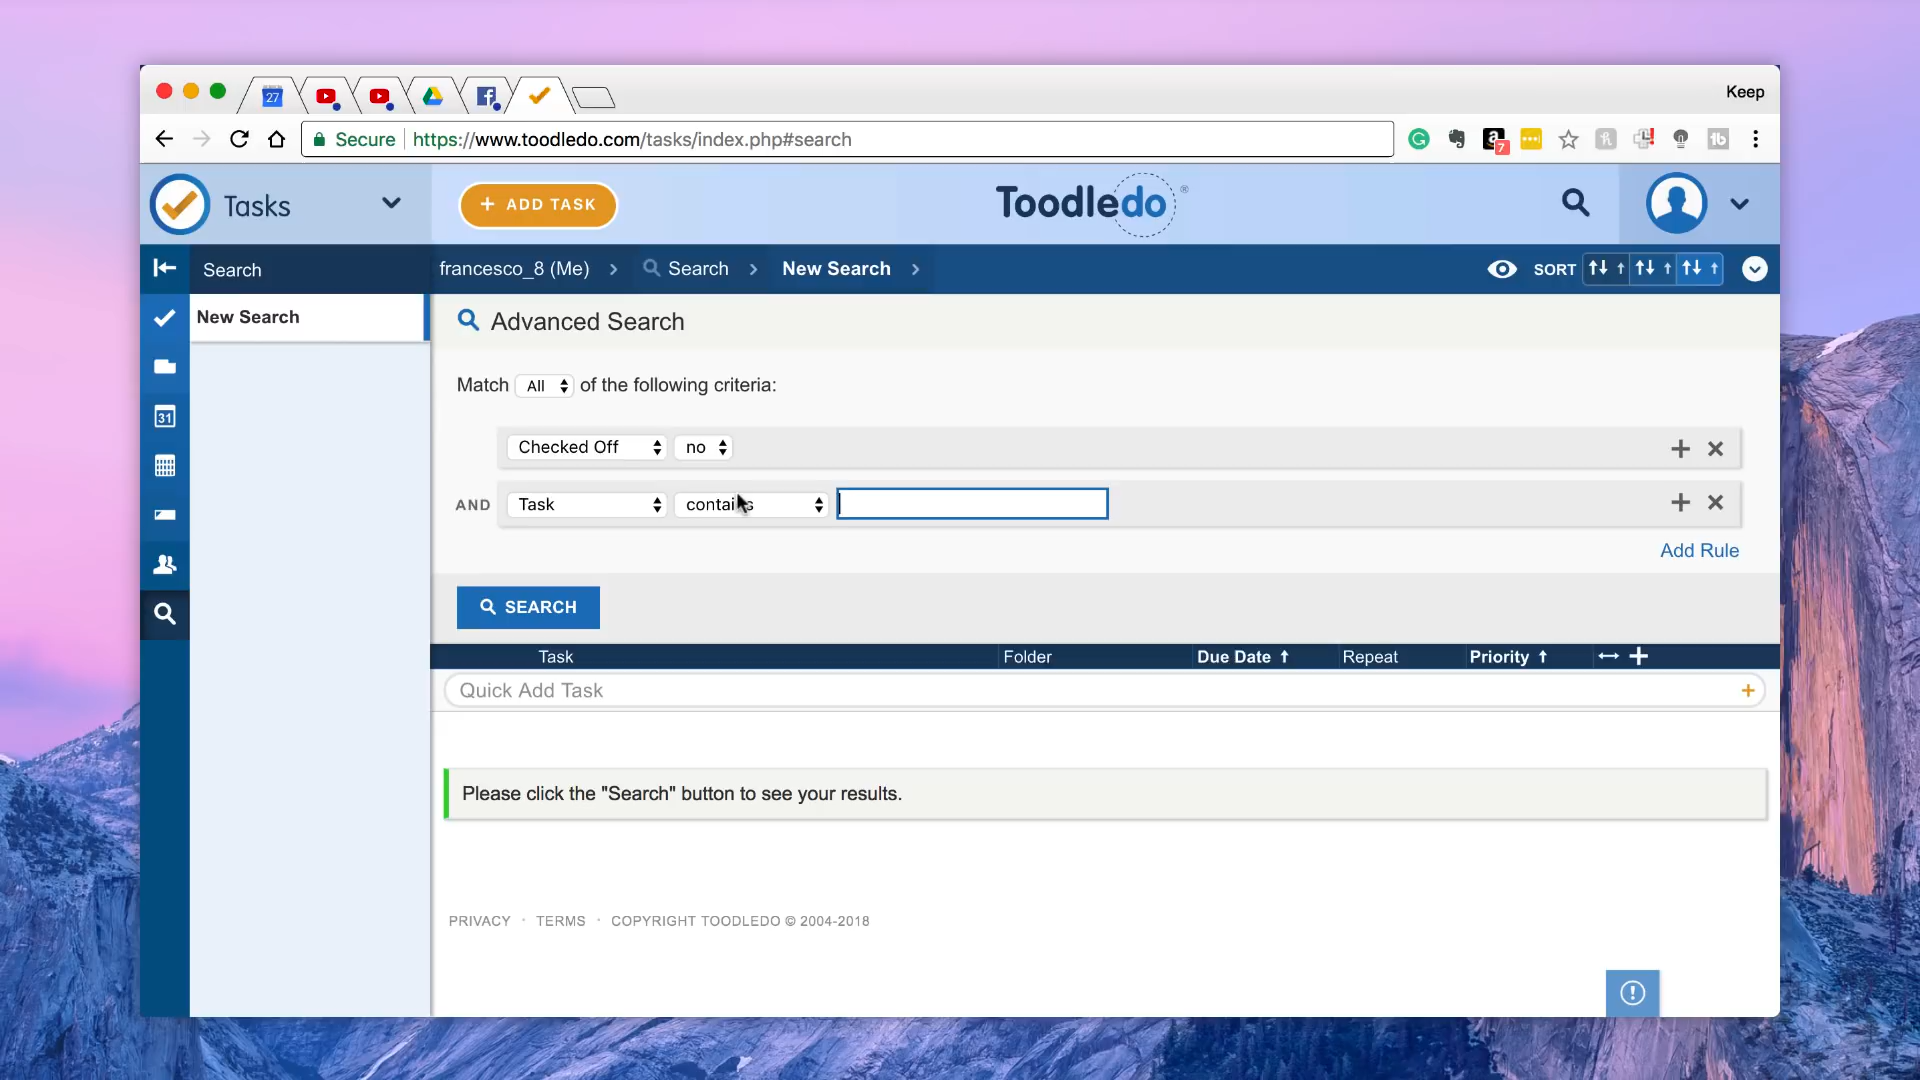 27
Keep
Secure https://www.toodledo.com/tasks/index.php#search
7
Tasks
+ ADD TASK
Toodledo®
Search
francesco_8 (Me) > Search > New Search >
SORT
New Search
Advanced Search
Match All of the following criteria:
31
Checked Off no
AND Task contains
Add Rule
SEARCH
Task Folder Due Date ↑ Repeat Priority ↑
Quick Add Task
Please click the "Search" button to see your results.
PRIVACY · TERMS · COPYRIGHT TOODLEDO © 2004-2018